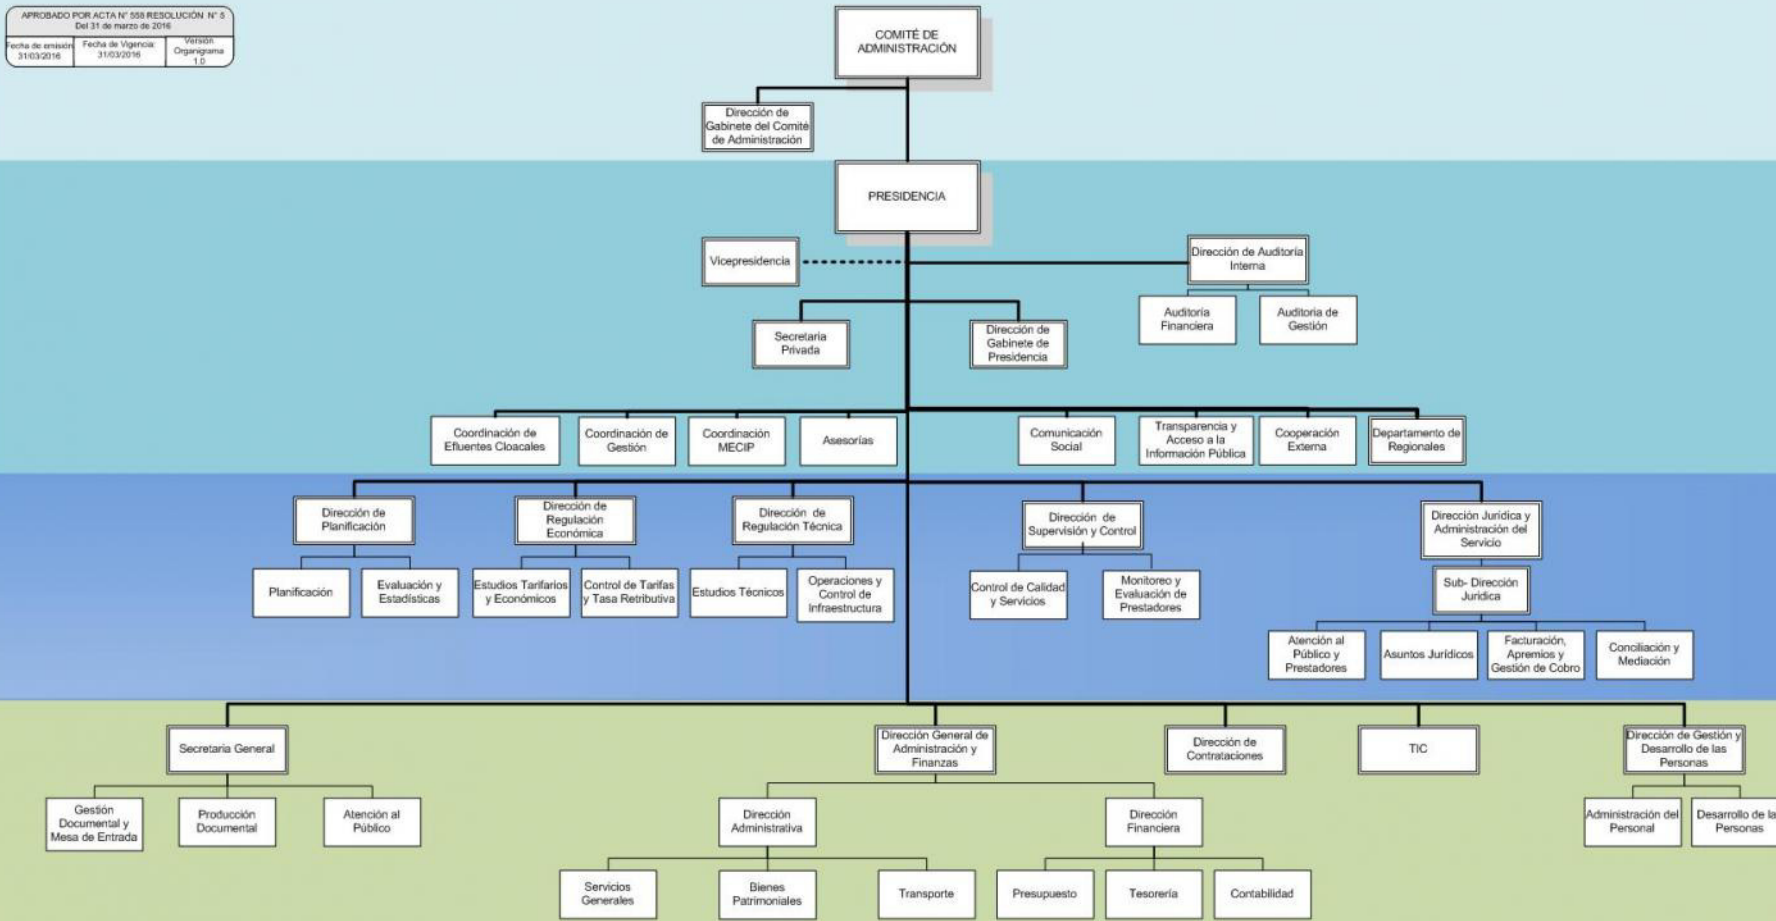 APROBADO POR ACTA N° 558 RESOLUCIÓN N° 5
Del 31 de marzo de 2016
Fecha de emisión
31/03/2016
Fecha de Vigencia:
31/03/2016
Versión
Organigrama
1.0
COMITÉ DE
ADMINISTRACIÓN
Dirección de
Gabinete del Comité
de Administración
PRESIDENCIA
Vicepresidencia
Dirección de Auditoría
Interna
Auditoría
Financiera
Auditoria de
Gestión
Secretaria
Privada
Dirección de
Gabinete de
Presidencia
Coordinación de
Efluentes Cloacales
Coordinación de
Gestión
Coordinación
MECIP
Asesorías
Comunicación
Social
Transparencia y
Acceso a la
Información Pública
Cooperación
Externa
Departamento de
Regionales
Dirección de
Planificación
Dirección de
Regulación
Económica
Dirección de
Regulación Técnica
Dirección de
Supervisión y Control
Dirección Jurídica y
Administración del
Servicio
Planificación
Evaluación y
Estadísticas
Estudios Tarifarios
y Económicos
Control de Tarifas
y Tasa Retributiva
Estudios Técnicos
Operaciones y
Control de
Infraestructura
Control de Calidad
y Servicios
Monitoreo y
Evaluación de
Prestadores
Sub- Dirección
Jurídica
Atención al
Público y
Prestadores
Asuntos Jurídicos
Facturación,
Apremios y
Gestión de Cobro
Conciliación y
Mediación
Secretaria General
Dirección General de
Administración y
Finanzas
Dirección de
Contrataciones
TIC
Dirección de Gestión y
Desarrollo de las
Personas
Gestión
Documental y
Mesa de Entrada
Producción
Documental
Atención al
Público
Dirección
Administrativa
Dirección
Financiera
Administración del
Personal
Desarrollo de la
Personas
Servicios
Generales
Bienes
Patrimoniales
Transporte
Presupuesto
Tesorería
Contabilidad